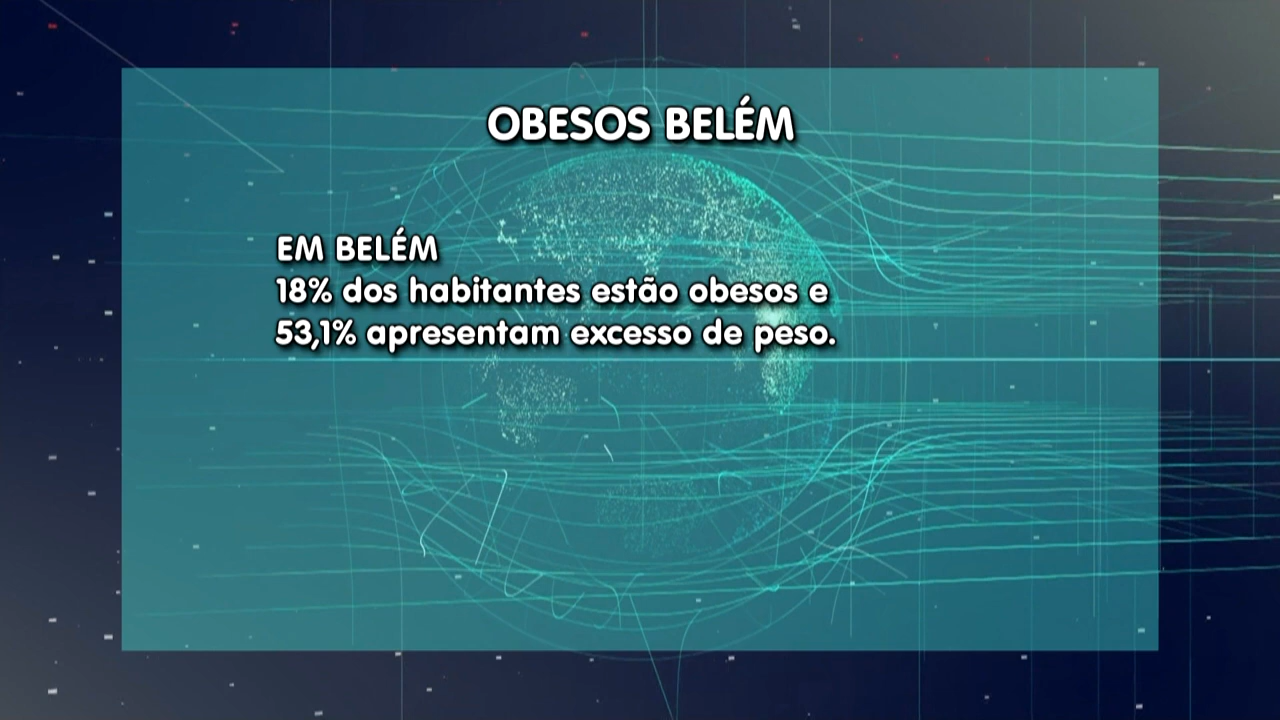 OBESOS BELÉM
EM BELÉM
18% dos habitantes estão obesos e
53,1% apresentam excesso de peso.